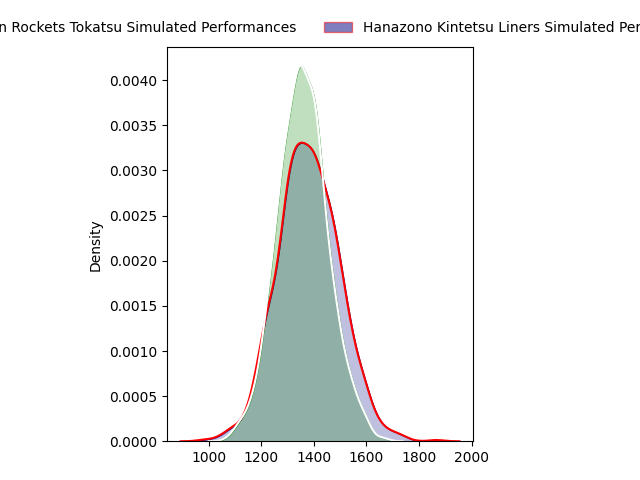 n Rockets Tokatsu Simulated Performances
Hanazono Kintetsu Liners Simulated Per
0.0040
0.0035
0.0030
0.0025
0.0020
0.0015
0.0010
0.0005
0.0000
Density
1000 1200 1400 1600 1800 2000